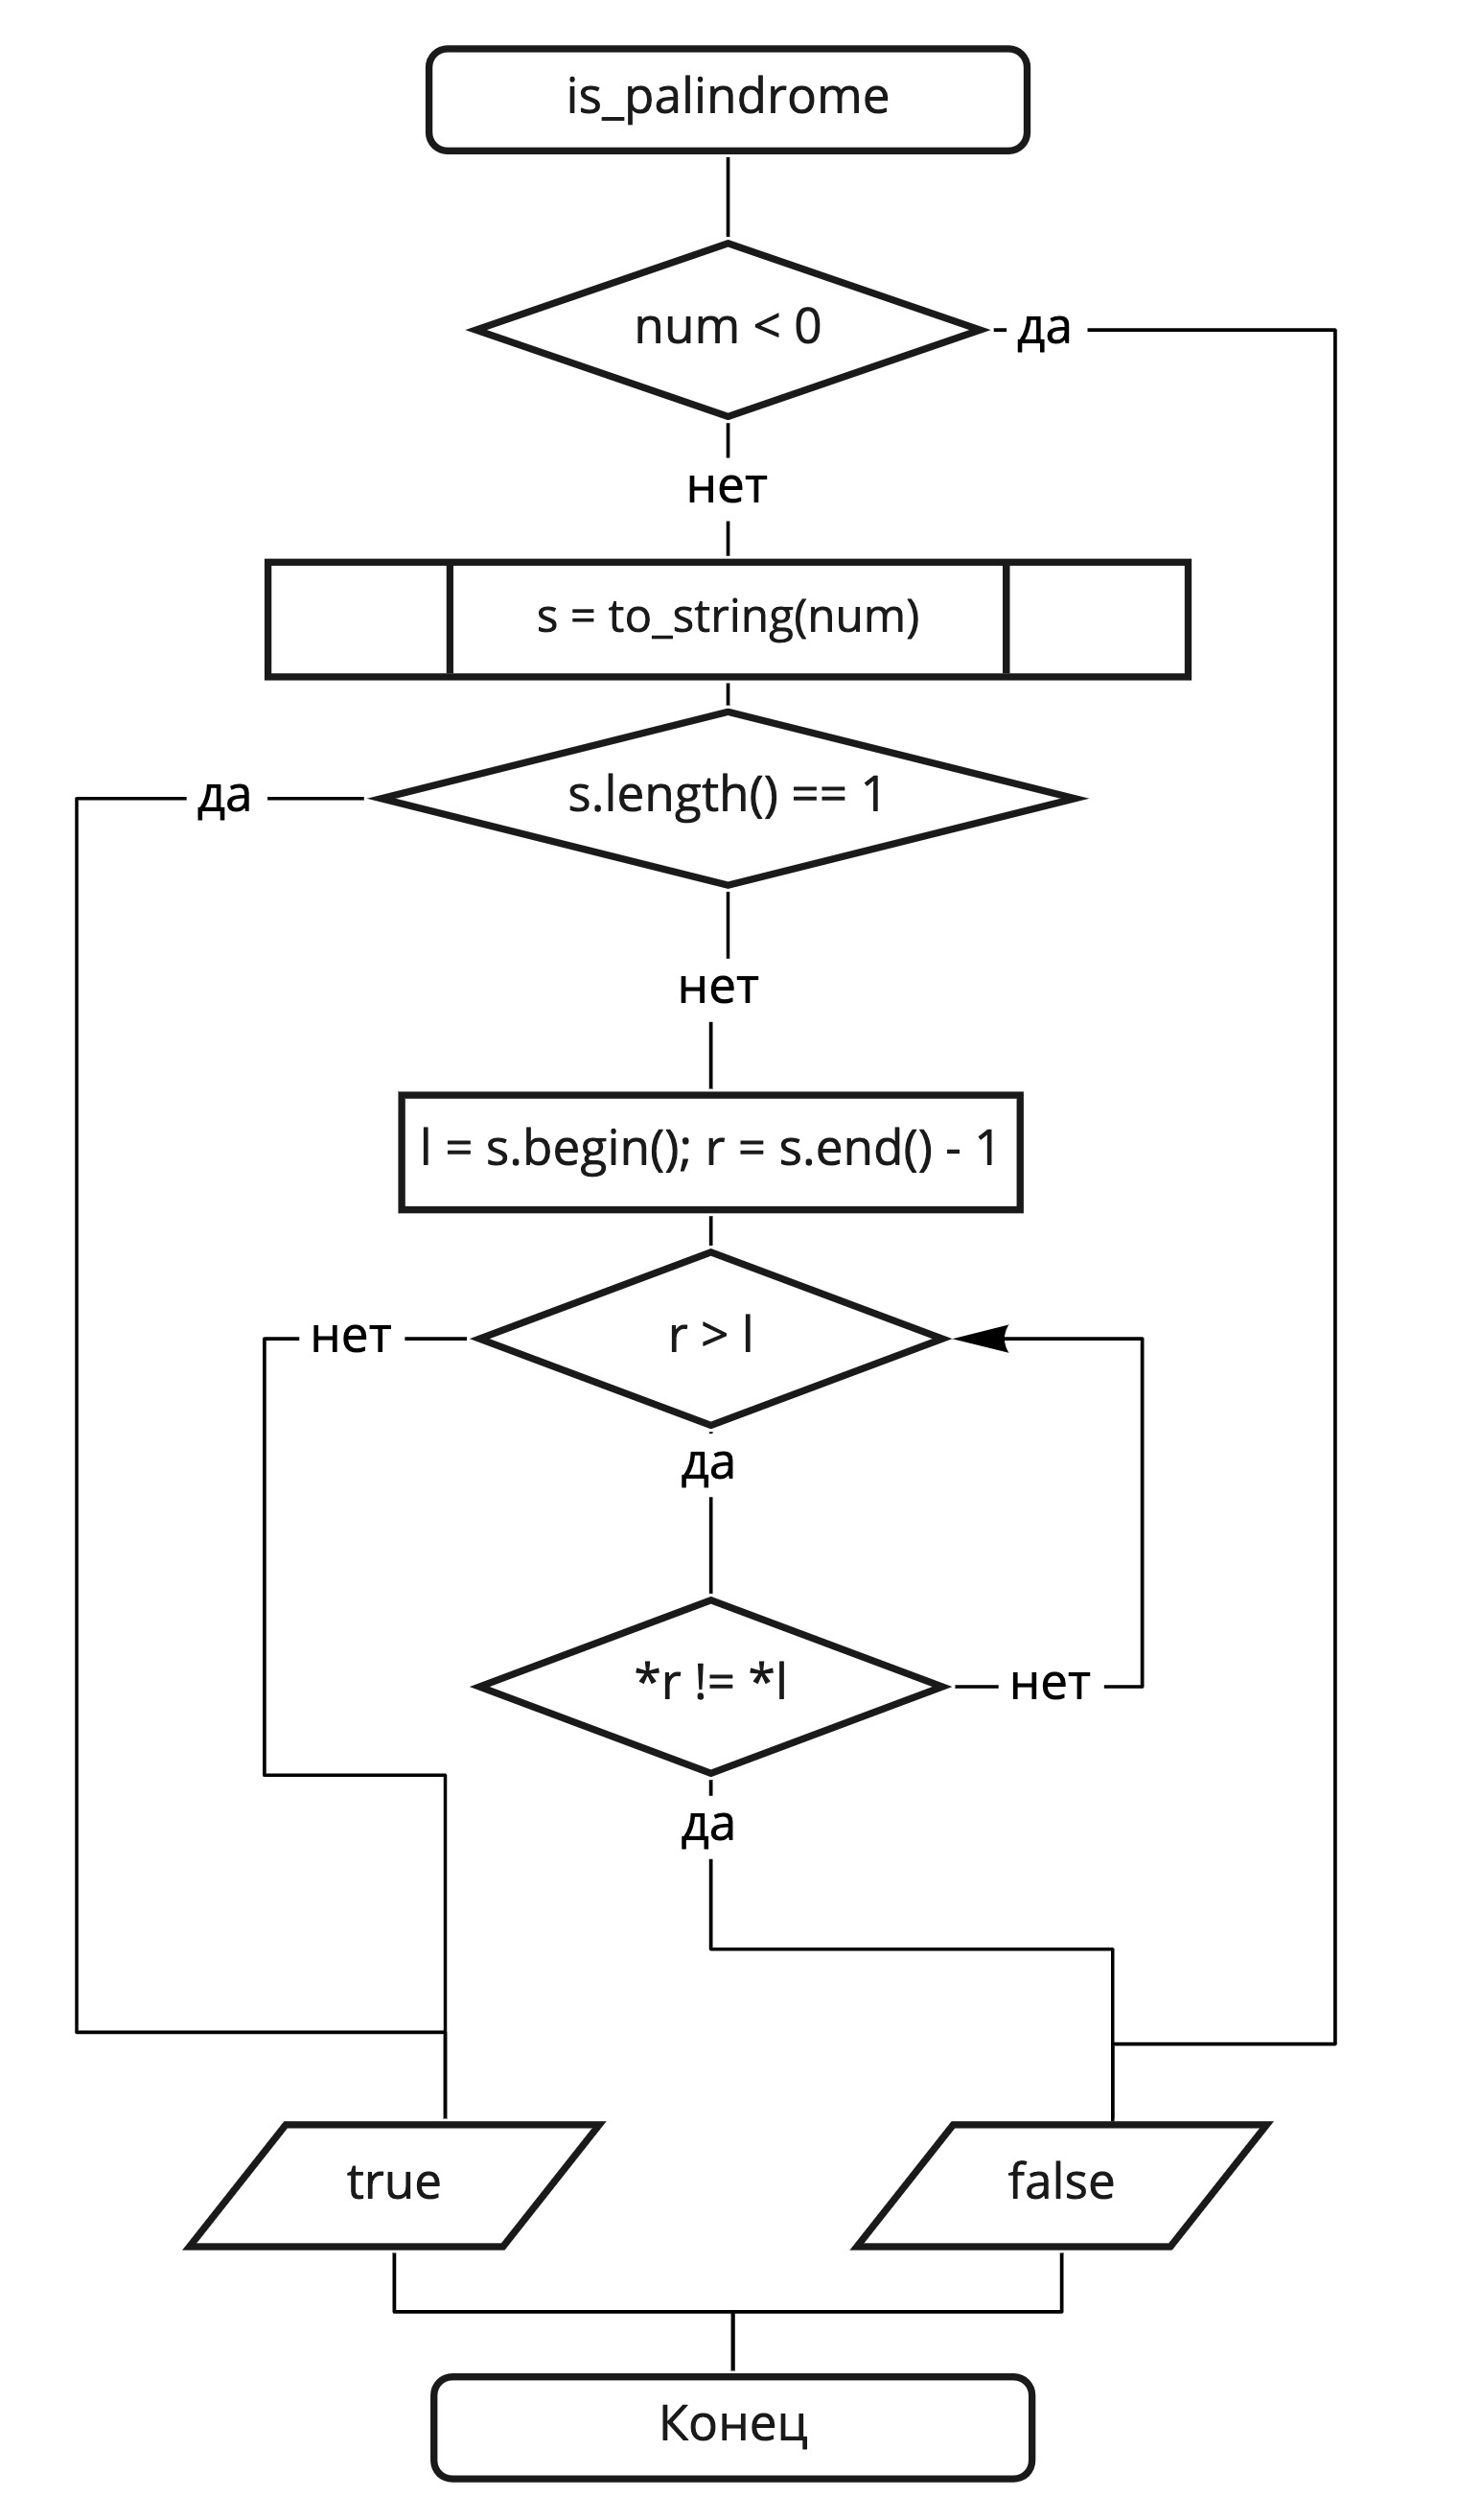 is_palindrome
num < 0
да
нет
s = to_string(num)
s.length() == 1
да
нет
l = s.begin(); r = s.end() - 1
r > l
нет
да
*r != *l
нет
да
true
false
Конец